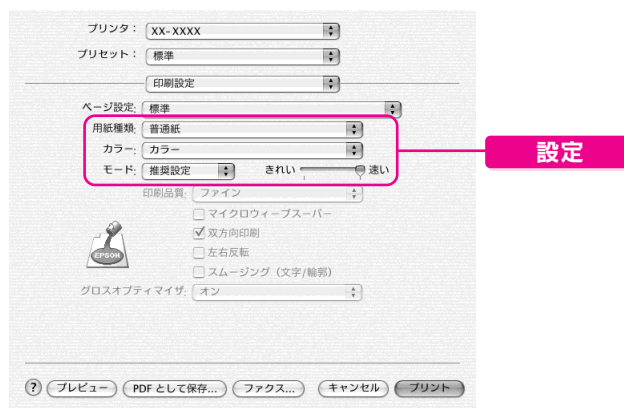 プリンタ： XX-XXXX
プリセット： 標準
印刷設定
ページ設定: 標準
用紙種類: 普通紙
カラー: カラー
設定
モード: 推奨設定 きれい 速い
印刷品質: ファイン
マイクロウィーブスーパー
双方向印刷
左右反転
EPSON
スムージング（文字/輪郭）
グロスオプティマイザ: オン
? プレビュー PDF として保存... ファクス... キャンセル プリント